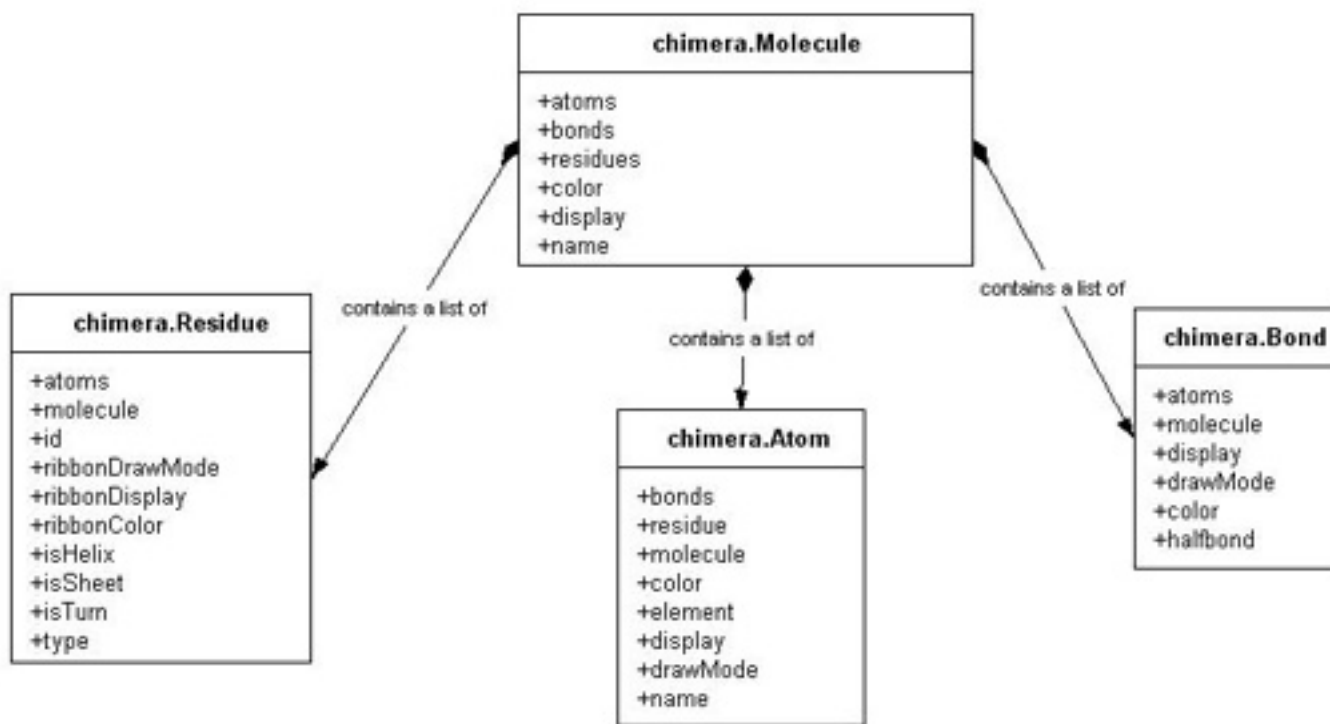 chimera.Molecule
+atoms
+bonds
+residues
+color
+display
+name
contains a list of
contains a list of
contains a list of
chimera.Residue
+atoms
+molecule
+id
+ribbonDrawMode
+ribbonDisplay
+ribbonColor
+isHelix
+isSheet
+isTurn
+type
chimera.Atom
+bonds
+residue
+molecule
+color
+element
+display
+drawMode
+name
chimera.Bond
+atoms
+molecule
+display
+drawMode
+color
+halfbond